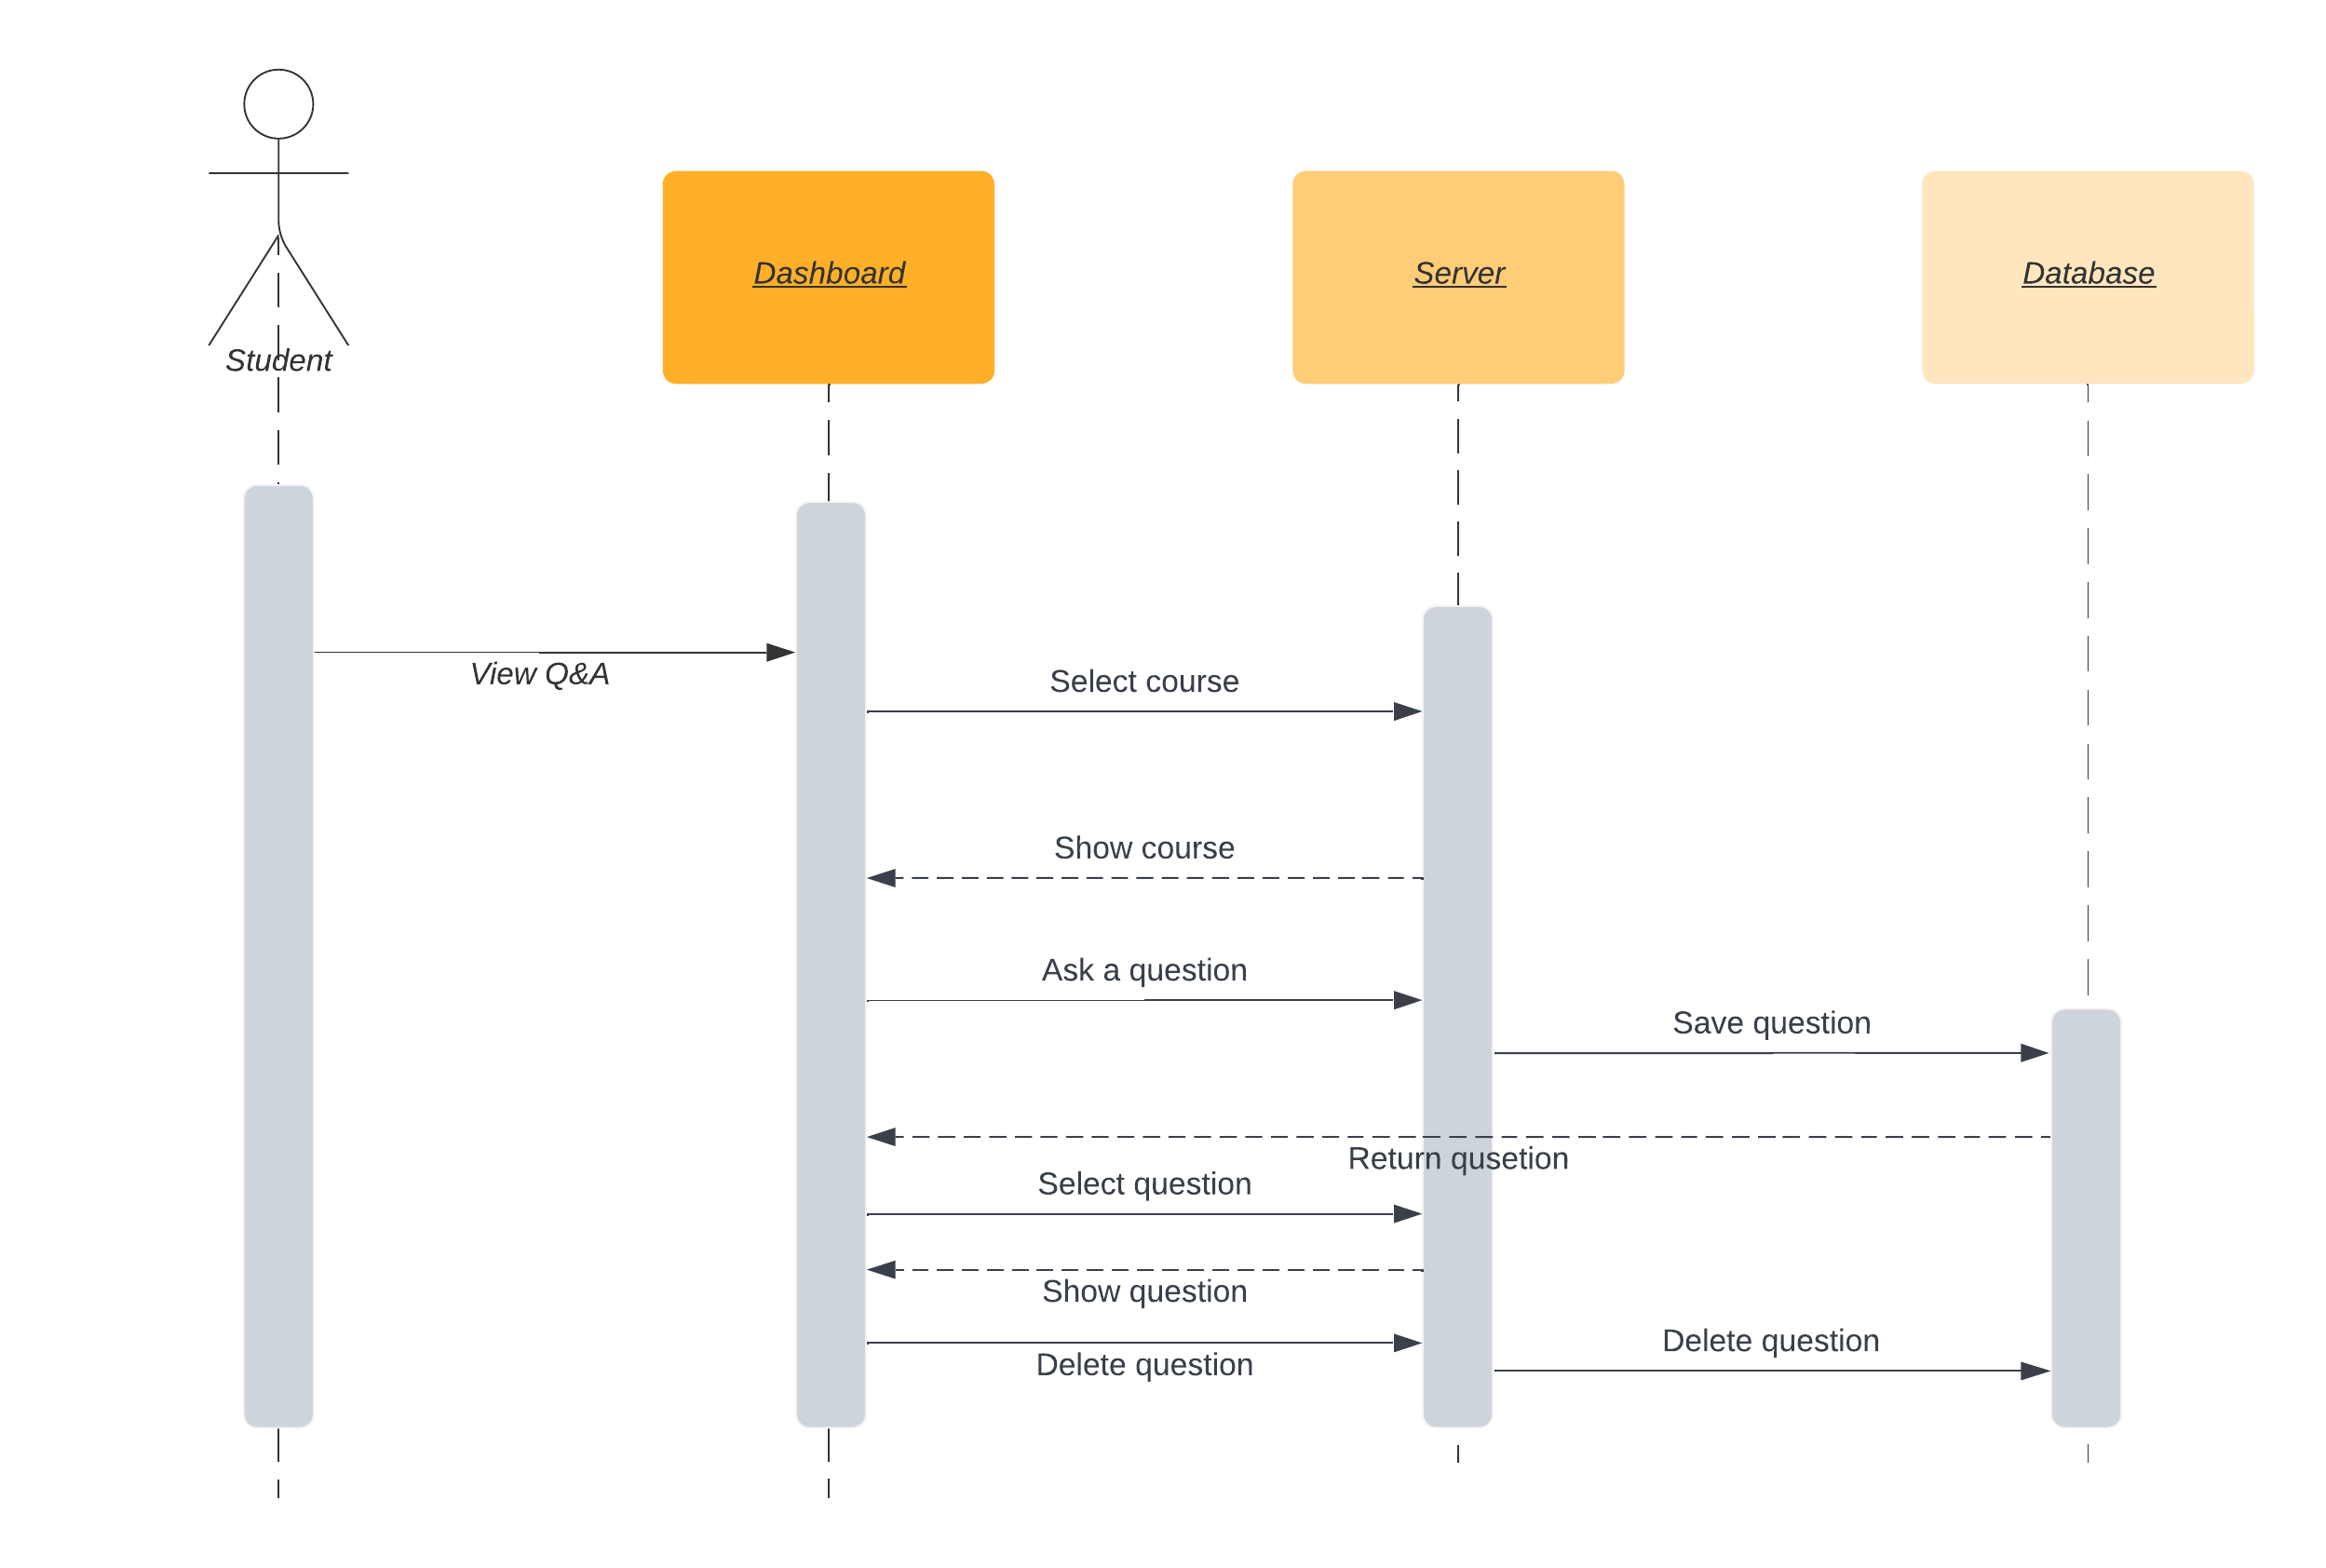 Student
Dashboard
Server
Database
View Q&A
Select course
Show course
Ask a question
Save question
Return qusetion
Select question
Show question
Delete question
Delete question